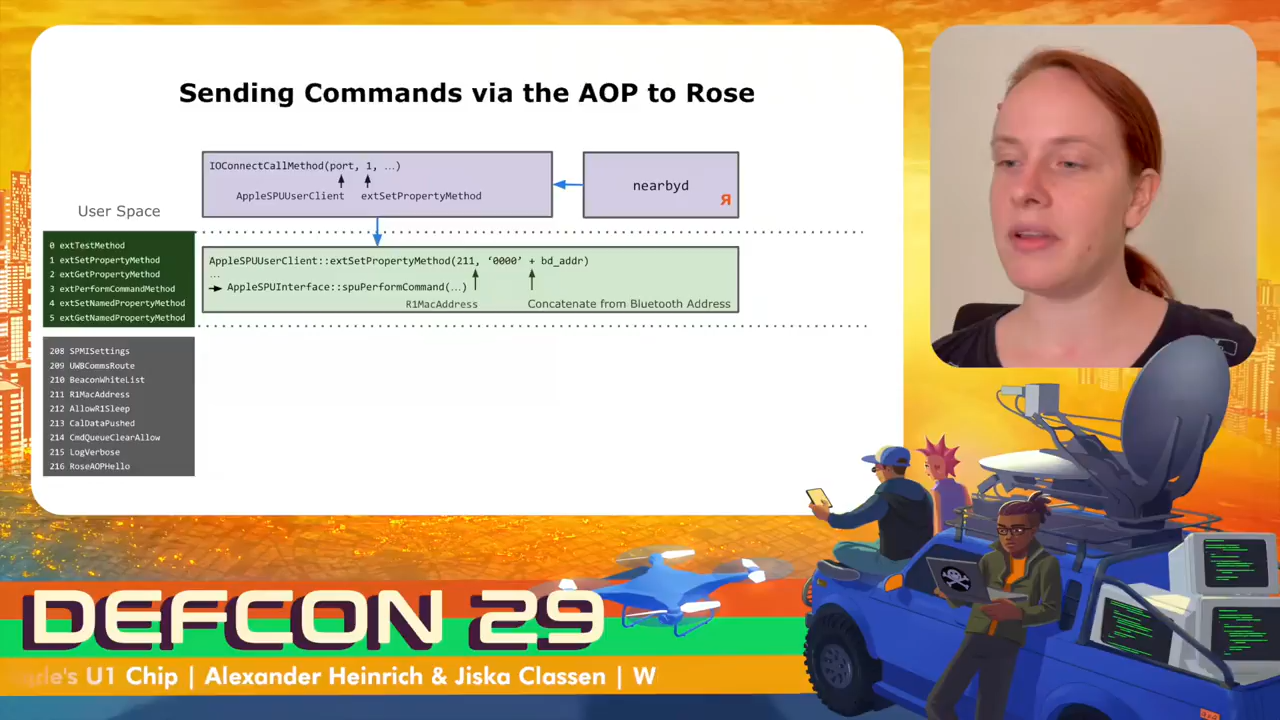 Sending Commands via the AOP to Rose
IOConnectCallMethod(port, 1, …)
AppleSPUUserClient extSetPropertyMethod
nearbyd
Я
User Space
0 extTestMethod
1 extSetPropertyMethod
2 extGetPropertyMethod
3 extPerformCommandMethod
4 extSetNamedPropertyMethod
5 extGetNamedPropertyMethod
AppleSPUUserClient::extSetPropertyMethod(211, ‘0000’ + bd_addr)
…
AppleSPUInterface::spuPerformCommand(…)
R1MacAddress
Concatenate from Bluetooth Address
208 SPMISettings
209 UWBCommsRoute
210 BeaconWhiteList
211 R1MacAddress
212 AllowR1Sleep
213 CalDataPushed
214 CmdQueueClearAllow
215 LogVerbose
216 RoseAOPHello
DEFCON 29
U1 Chip | Alexander Heinrich & Jiska Classen | W